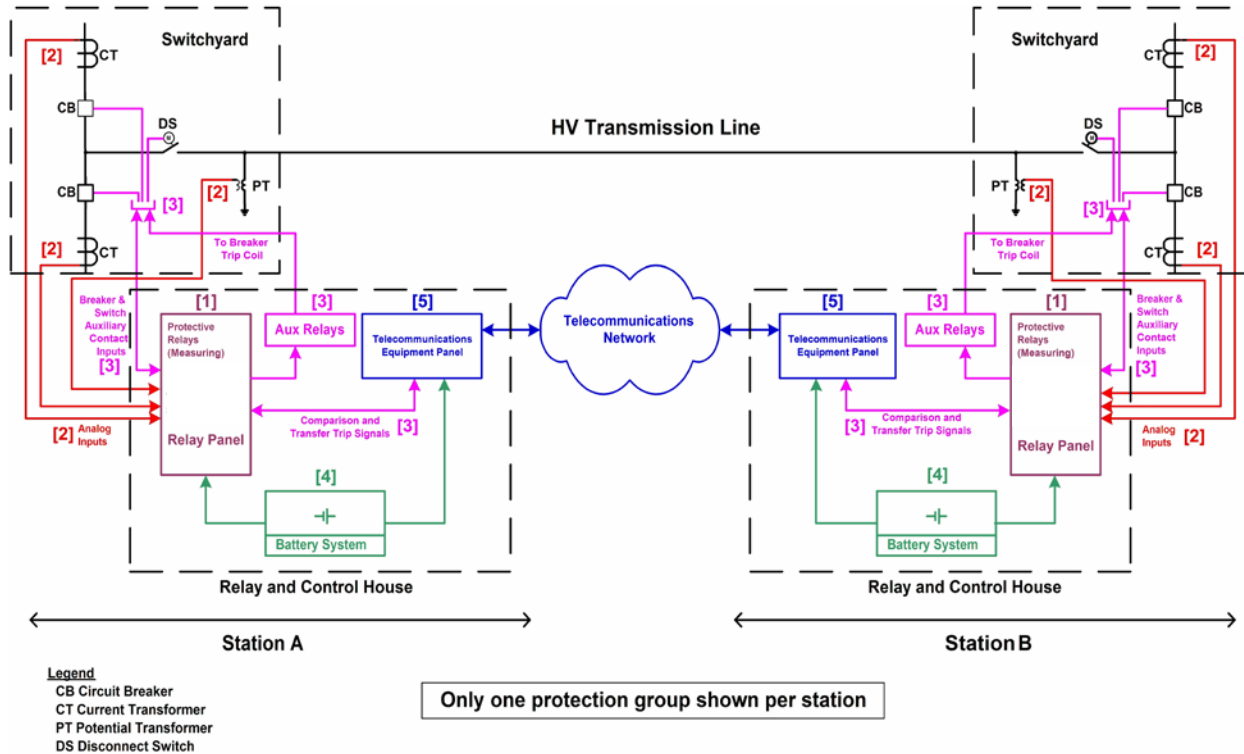 Switchyard
[2]
CT
CB
DS
CB
[2]
PT
[3]
[2]
CT
To Breaker
Trip Coil
HV Transmission Line
Switchyard
[2]
CT
CB
DS
CB
PT
[2]
[3]
CT
[2]
To Breaker
Trip Coil
Breaker &
Switch
Auxiliary
Contact
Inputs
[3]
[1]
Protective
Relays
(Measuring)
Relay Panel
[3]
Aux Relays
[5]
Telecommunications
Equipment Panel
[2] Analog
Inputs
Comparison and
Transfer Trip Signals
[3]
[4]
Battery System
Relay and Control House
Telecommunications
Network
[5]
Telecommunications
Equipment Panel
[3]
Aux Relays
[1]
Protective
Relays
(Measuring)
Relay Panel
Breaker &
Switch
Auxiliary
Contact
Inputs
[3]
Comparison and
[3] Transfer Trip Signals
Analog
Inputs
[2]
[4]
Battery System
Relay and Control House
Station A
Station B
Legend
CB Circuit Breaker
CT Current Transformer
PT Potential Transformer
DS Disconnect Switch
Only one protection group shown per station